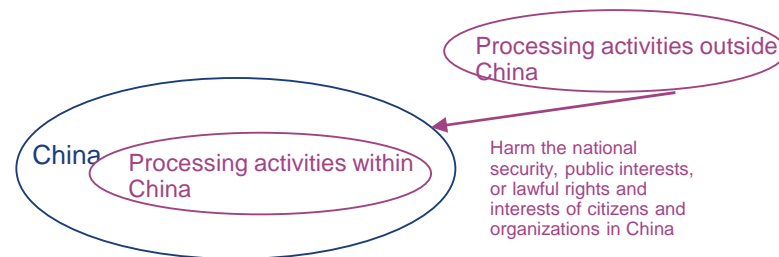 Processing activities outside
China
China
Processing activities within
China
Harm the national
security, public interests,
or lawful rights and
interests of citizens and
organizations in China